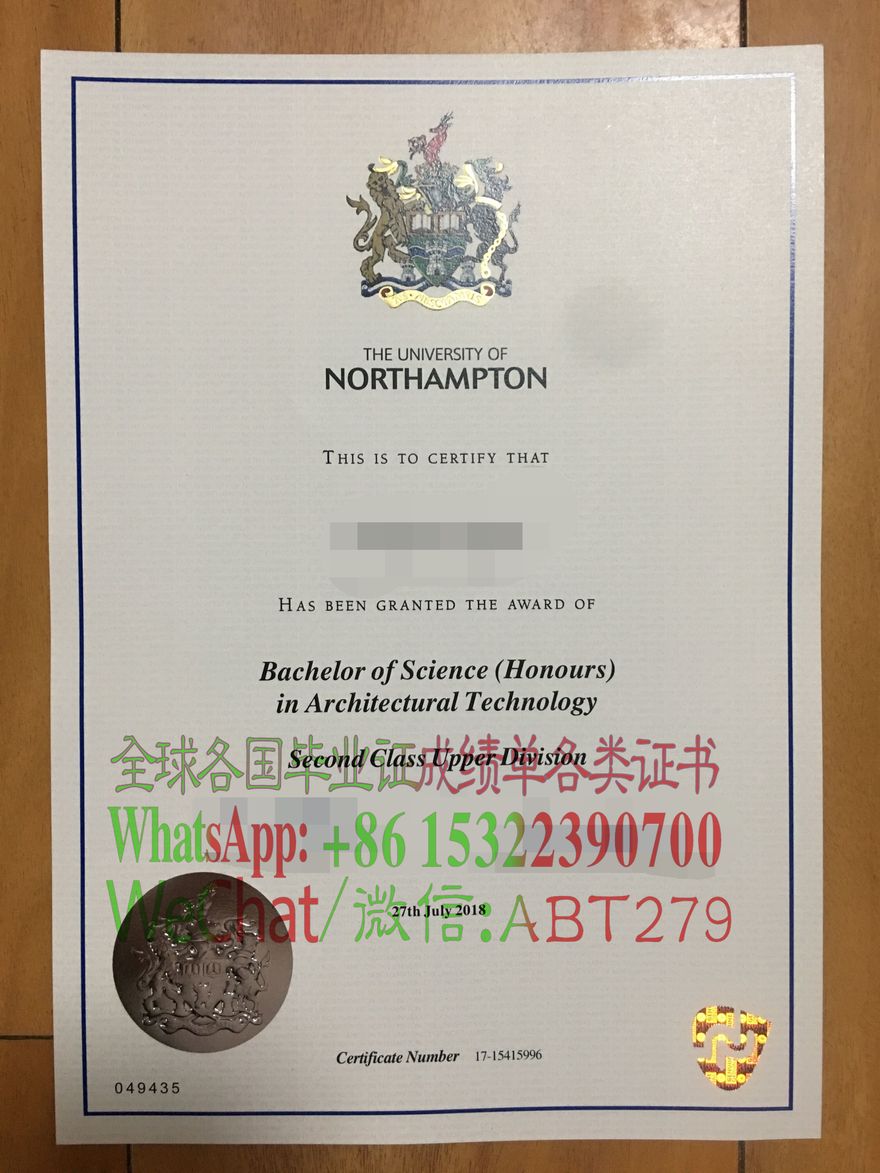 THE UNIVERSITY OF
NORTHAMPTON
THIS IS TO CERTIFY THAT
HAS BEEN GRANTED THE AWARD OF
Bachelor of Science (Honours)
in Architectural Technology
全球各国毕业证成绩单各类证书
Second Class Upper Division
WhatsApp: +86 15322390700
WeChat/微信:ABT279
27th July 2018
Certificate Number 17-15415996
049435